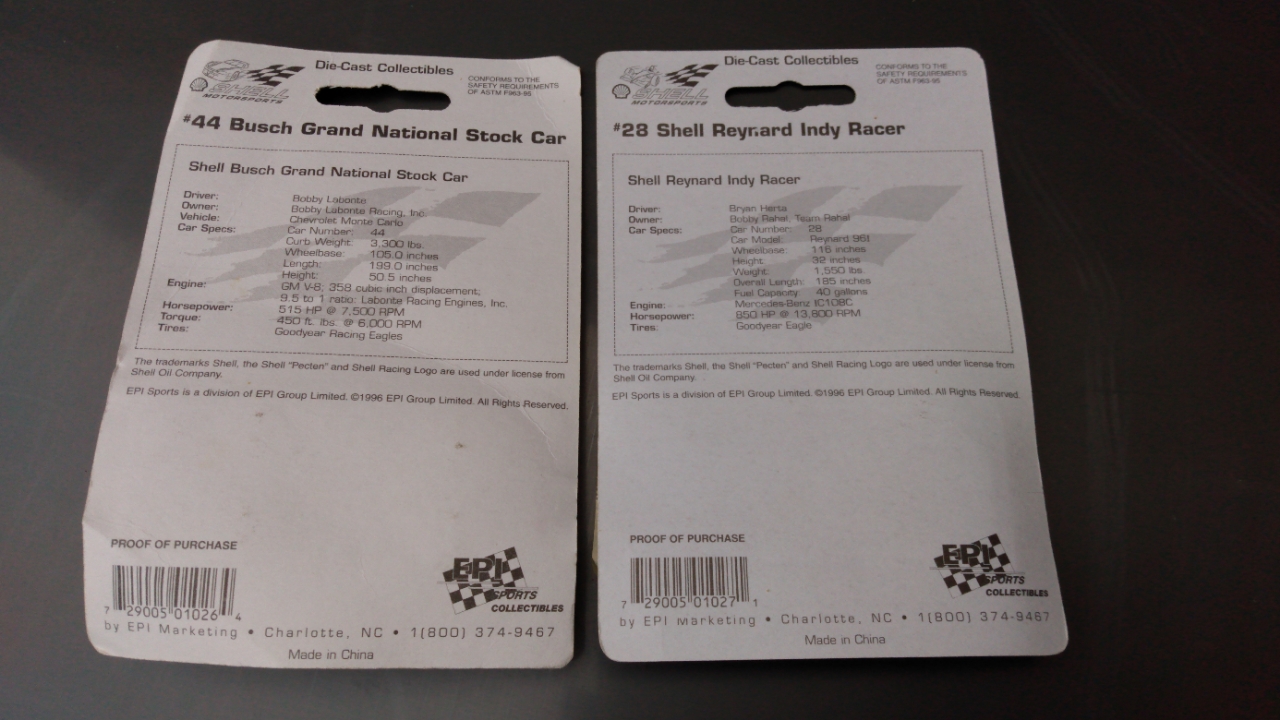 Die-Cast Collectibles
CONFORMS TO THE
SAFETY REQUIREMENTS
OF ASTM F963-95
SHELL
MOTORSPORTS
#44 Busch Grand National Stock Car
Shell Busch Grand National Stock Car
Driver: Bobby Labonte
Owner: Bobby Labonte Racing, Inc.
Vehicle: Chevrolet Monte Carlo
Car Specs: Car Number: 44
Curb Weight: 3,300 lbs.
Wheelbase: 105.0 inches
Length: 199.0 inches
Height: 50.5 inches
Engine: GM V-8; 358 cubic inch displacement;
9.5 to 1 ratio: Labonte Racing Engines, Inc.
Horsepower: 515 HP @ 7,500 RPM
Torque: 450 ft. lbs. @ 6,000 RPM
Tires: Goodyear Racing Eagles
The trademarks Shell, the Shell "Pecten" and Shell Racing Logo are used under license from
Shell Oil Company.
EPI Sports is a division of EPI Group Limited. ©1996 EPI Group Limited. All Rights Reserved.
PROOF OF PURCHASE
7 29005 01026 4
EPI
SPORTS
COLLECTIBLES
by EPI Marketing • Charlotte, NC • 1(800) 374-9467
Made in China
Die-Cast Collectibles
CONFORMS TO THE
SAFETY REQUIREMENTS
OF ASTM F963-95
SHELL
MOTORSPORTS
#28 Shell Reynard Indy Racer
Shell Reynard Indy Racer
Driver: Bryan Herta
Owner: Bobby Rahal, Team Rahal
Car Specs: Car Number: 28
Car Model: Reynard 96I
Wheelbase: 116 inches
Height: 32 inches
Weight: 1,550 lbs.
Overall Length: 185 inches
Fuel Capacity: 40 gallons
Engine: Mercedes-Benz IC108C
Horsepower: 850 HP @ 13,800 RPM
Tires: Goodyear Eagle
The trademarks Shell, the Shell "Pecten" and Shell Racing Logo are used under license from
Shell Oil Company.
EPI Sports is a division of EPI Group Limited. ©1996 EPI Group Limited. All Rights Reserved.
PROOF OF PURCHASE
7 29005 01027 1
EPI
SPORTS
COLLECTIBLES
by EPI Marketing • Charlotte, NC • 1(800) 374-9467
Made in China